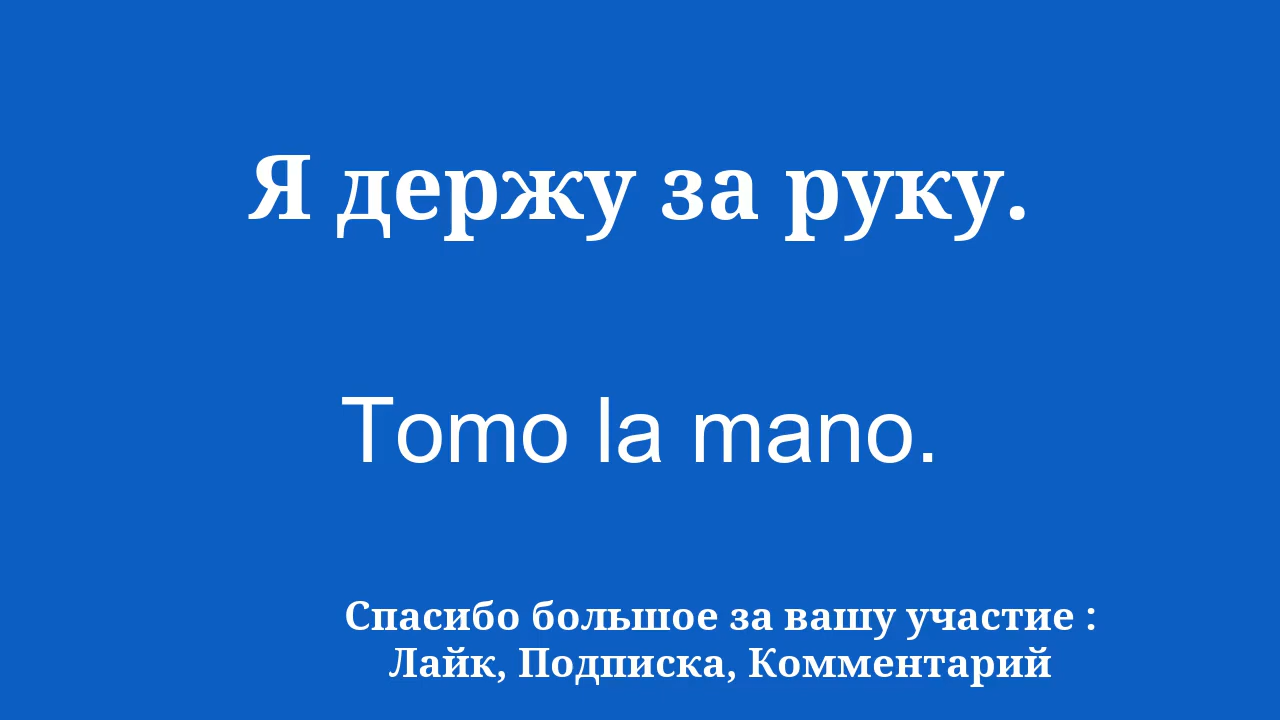 Я держу за руку.
Tomo la mano.
Спасибо большое за вашу участие :
Лайк, Подписка, Комментарий